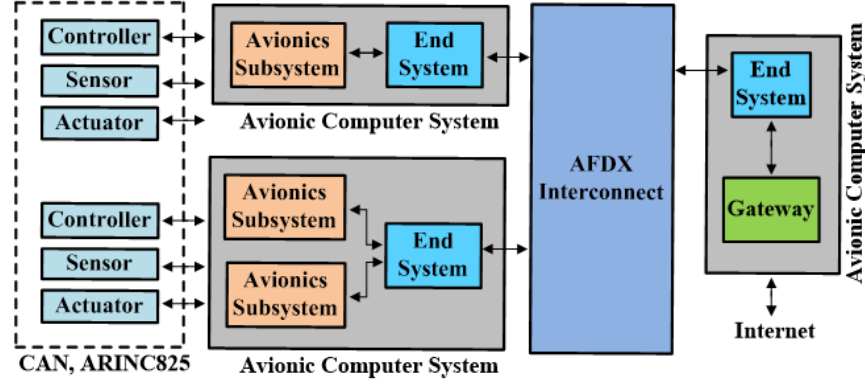 Controller
Sensor
Actuator
Avionics
Subsystem
End
System
Avionic Computer System
Controller
Sensor
Actuator
CAN, ARINC825
Avionics
Subsystem
Avionics
Subsystem
End
System
Avionic Computer System
AFDX
Interconnect
End
System
Gateway
Avionic Computer System
Internet